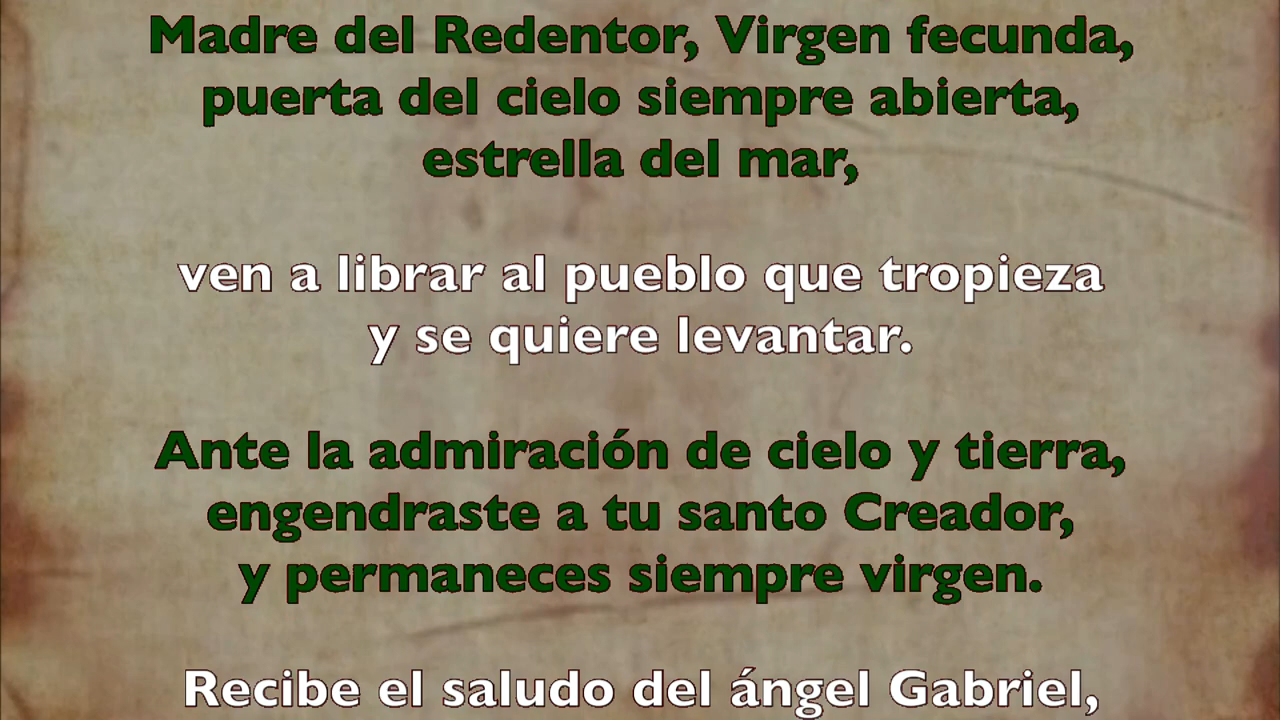 Madre del Redentor, Virgen fecunda,
puerta del cielo siempre abierta,
estrella del mar,
ven a librar al pueblo que tropieza
y se quiere levantar.
Ante la admiración de cielo y tierra,
engendraste a tu santo Creador,
y permaneces siempre virgen.
Recibe el saludo del ángel Gabriel,